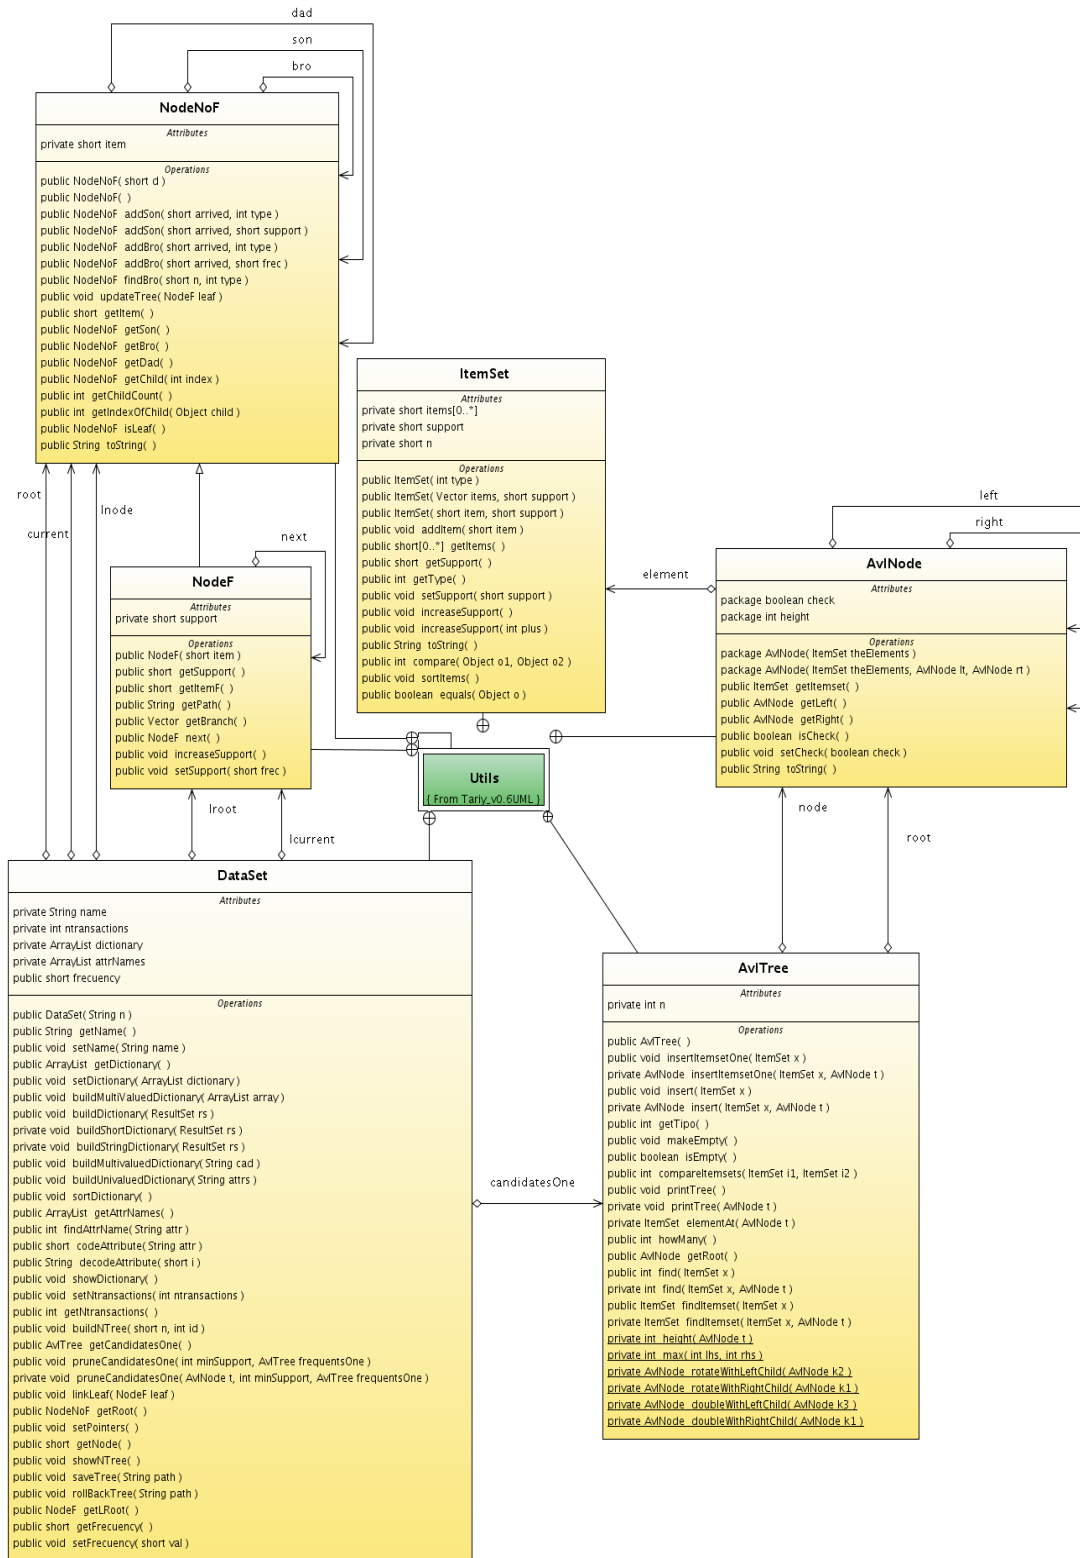 dad
son
bro
NodeNoF
Attributes
private short item
Operations
public NodeNoF( short d )
public NodeNoF( )
public NodeNoF addSon( short arrived, int type )
public NodeNoF addSon( short arrived, short support )
public NodeNoF addBro( short arrived, int type )
public NodeNoF addBro( short arrived, short frec )
public NodeNoF findBro( short n, int type )
public void updateTree( NodeF leaf )
public short getItem( )
public NodeNoF getSon( )
public NodeNoF getBro( )
public NodeNoF getDad( )
public NodeNoF getChild( int index )
public int getChildCount( )
public int getIndexOfChild( Object child )
public NodeNoF isLeaf( )
public String toString( )
ItemSet
Attributes
private short items[0..*]
private short support
private short n
Operations
public ItemSet( int type )
public ItemSet( Vector items, short support )
public ItemSet( short item, short support )
public void addItem( short item )
public short[0..*] getItems( )
public short getSupport( )
public int getType( )
public void setSupport( short support )
public void increaseSupport( )
public void increaseSupport( int plus )
public String toString( )
public int compare( Object o1, Object o2 )
public void sortItems( )
public boolean equals( Object o )
root
current
lnode
next
element
left
right
NodeF
Attributes
private short support
Operations
public NodeF( short item )
public short getSupport( )
public short getItemF( )
public String getPath( )
public Vector getBranch( )
public NodeF next( )
public void increaseSupport( )
public void setSupport( short frec )
AvlNode
Attributes
package boolean check
package int height
Operations
package AvlNode( ItemSet theElements )
package AvlNode( ItemSet theElements, AvlNode lt, AvlNode rt )
public ItemSet getItemset( )
public AvlNode getLeft( )
public AvlNode getRight( )
public boolean isCheck( )
public void setCheck( boolean check )
public String toString( )
Utils
{ From Tariy_v0.6UML }
lroot
lcurrent
node
root
DataSet
Attributes
private String name
private int ntransactions
private ArrayList dictionary
private ArrayList attrNames
public short frecuency
Operations
public DataSet( String n )
public String getName( )
public void setName( String name )
public ArrayList getDictionary( )
public void setDictionary( ArrayList dictionary )
public void buildMultiValuedDictionary( ArrayList array )
public void buildDictionary( ResultSet rs )
private void buildShortDictionary( ResultSet rs )
private void buildStringDictionary( ResultSet rs )
public void buildMultivaluedDictionary( String cad )
public void buildUnivaluedDictionary( String attrs )
public void sortDictionary( )
public ArrayList getAttrNames( )
public int findAttrName( String attr )
public short codeAttribute( String attr )
public String decodeAttribute( short i )
public void showDictionary( )
public void setNtransactions( int ntransactions )
public int getNtransactions( )
public void buildNTree( short n, int id )
public AvlTree getCandidatesOne( )
public void pruneCandidatesOne( int minSupport, AvlTree frequentsOne )
private void pruneCandidatesOne( AvlNode t, int minSupport, AvlTree frequentsOne )
public void linkLeaf( NodeF leaf )
public NodeNoF getRoot( )
public void setPointers( )
public short getNode( )
public void showNTree( )
public void saveTree( String path )
public void rollBackTree( String path )
public NodeF getLRoot( )
public short getFrecuency( )
public void setFrecuency( short val )
candidatesOne
AvlTree
Attributes
private int n
Operations
public AvlTree( )
public void insertItemsetOne( ItemSet x )
private AvlNode insertItemsetOne( ItemSet x, AvlNode t )
public void insert( ItemSet x )
private AvlNode insert( ItemSet x, AvlNode t )
public int getTipo( )
public void makeEmpty( )
public boolean isEmpty( )
public int compareItemsets( ItemSet i1, ItemSet i2 )
public void printTree( )
private void printTree( AvlNode t )
private ItemSet elementAt( AvlNode t )
public int howMany( )
public AvlNode getRoot( )
public int find( ItemSet x )
private int find( ItemSet x, AvlNode t )
public ItemSet findItemset( ItemSet x )
private ItemSet findItemset( ItemSet x, AvlNode t )
private int height( AvlNode t )
private int max( int lhs, int rhs )
private AvlNode rotateWithLeftChild( AvlNode k2 )
private AvlNode rotateWithRightChild( AvlNode k1 )
private AvlNode doubleWithLeftChild( AvlNode k3 )
private AvlNode doubleWithRightChild( AvlNode k1 )